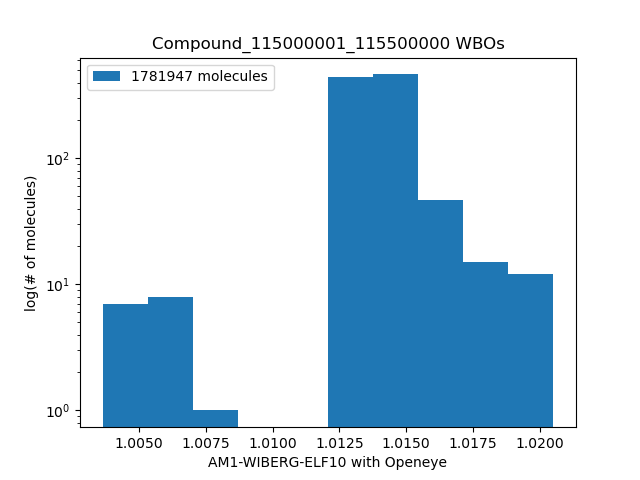 Compound_115000001_115500000 WBOs
1781947 molecules
log(# of molecules)
10²
10¹
10⁰
1.0050 1.0075 1.0100 1.0125 1.0150 1.0175 1.0200
AM1-WIBERG-ELF10 with Openeye